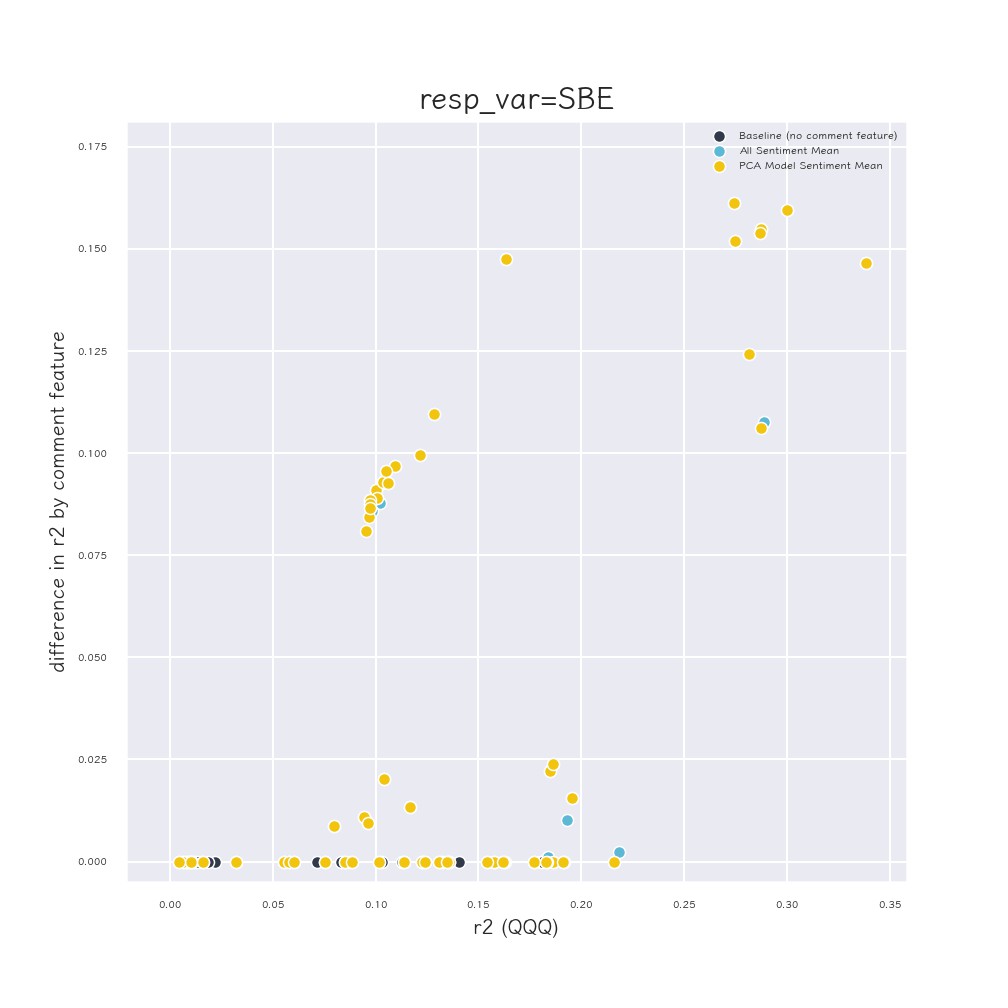 resp_var=SBE
Baseline (no comment feature)
All Sentiment Mean
PCA Model Sentiment Mean
difference in r2 by comment feature
0.175
0.150
0.125
0.100
0.075
0.050
0.025
0.000
0.00 0.05 0.10 0.15 0.20 0.25 0.30 0.35
r2 (QQQ)